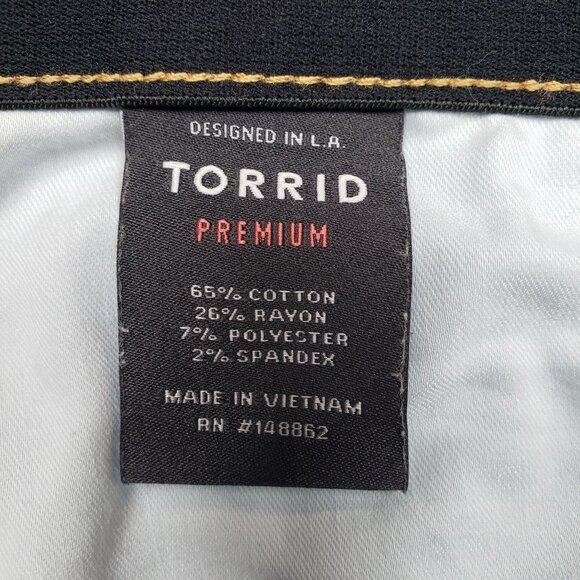 DESIGNED IN L.A.
TORRID
PREMIUM
65% COTTON
26% RAYON
7% POLYESTER
2% SPANDEX
MADE IN VIETNAM
RN #148862